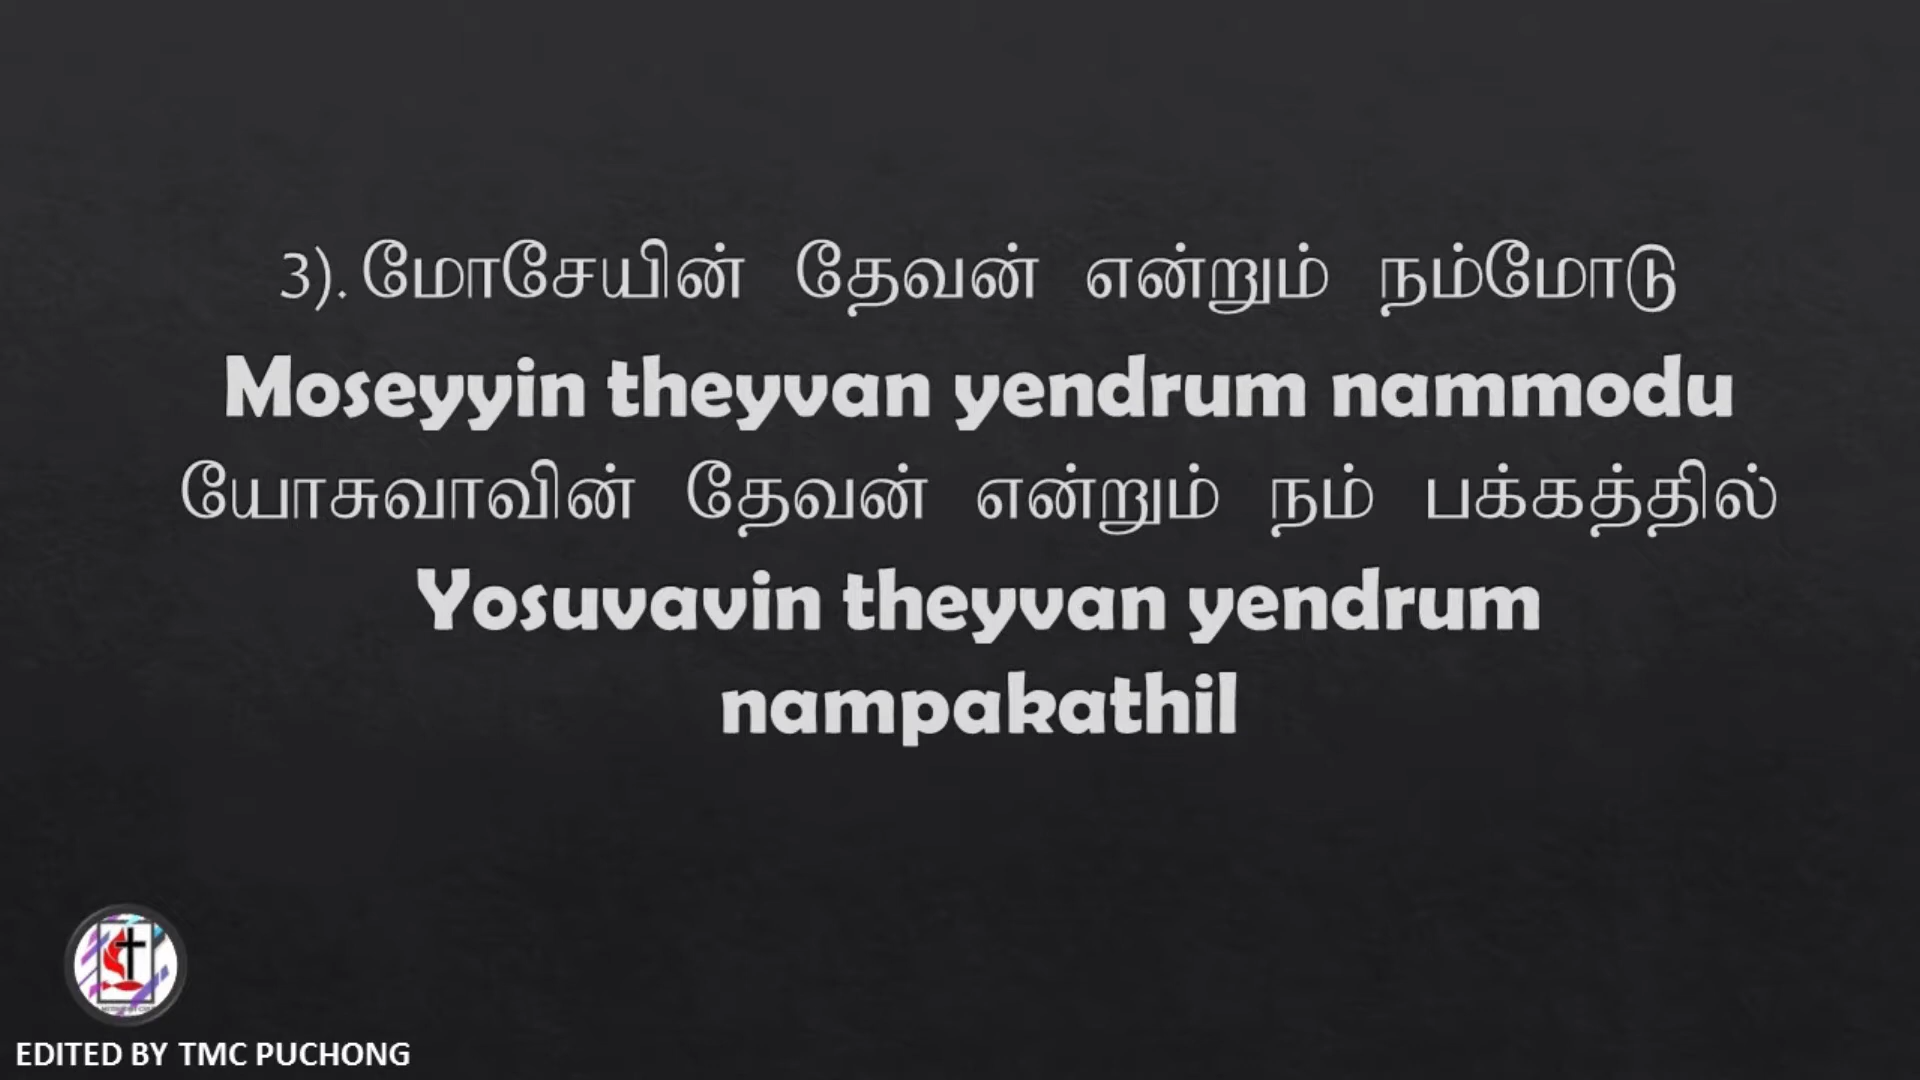 3). மோசேயின் தேவன் என்றும் நம்மோடு
Moseyyin theyvan yendrum nammodu
யோசுவாவின் தேவன் என்றும் நம் பக்கத்தில்
Yosuvavin theyvan yendrum
nampakathil
EDITED BY TMC PUCHONG